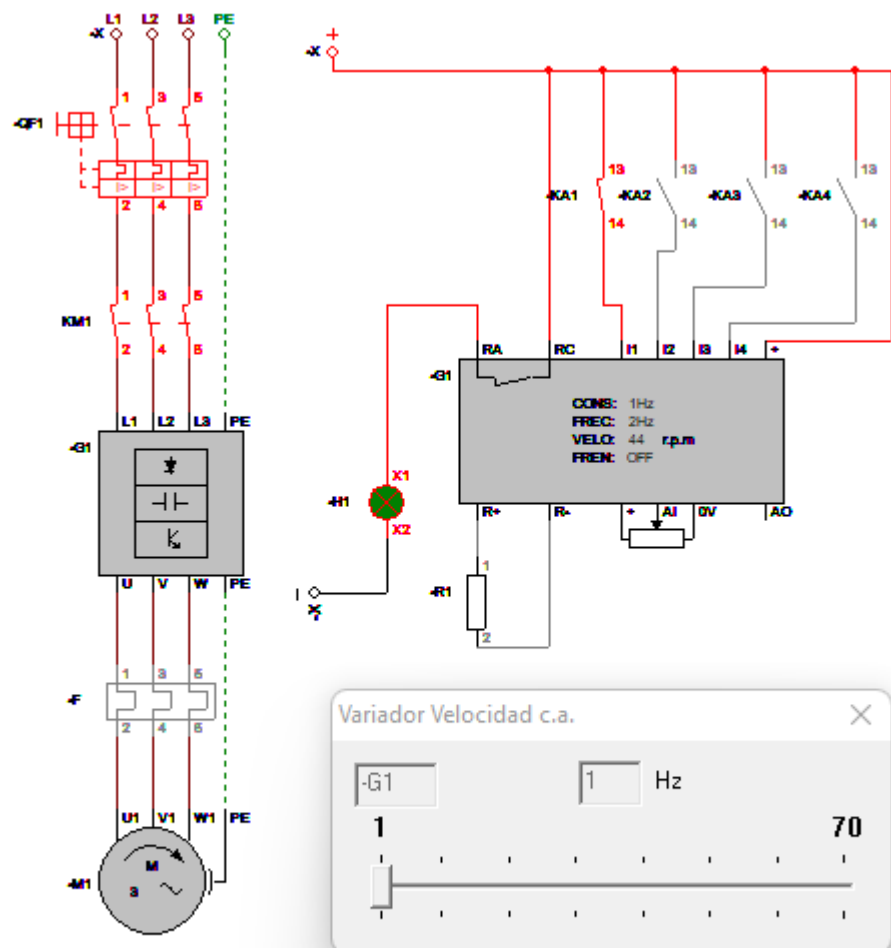 L1 L2 L3 PE
-X
1 3 5
-QF1
2 4 6
1 3 5
KM1
2 4 6
L1 L2 L3 PE
-G1
U V W PE
1 3 5
-F
2 4 6
U1 V1 W1 PE
M
3
-M1
+
-X
13 13 13 13
-KA1 -KA2 -KA3 -KA4
14 14 14 14
RA RC I1 I2 I3 I4 +
-G1
CONS: 1Hz
FREC: 2Hz
VELO: 44 r.p.m
FREN: OFF
R+ R- + AI 0V AO
X1
-H1
X2
-X
1
-R1
2
Variador Velocidad c.a.
-G1 1 Hz
1 70